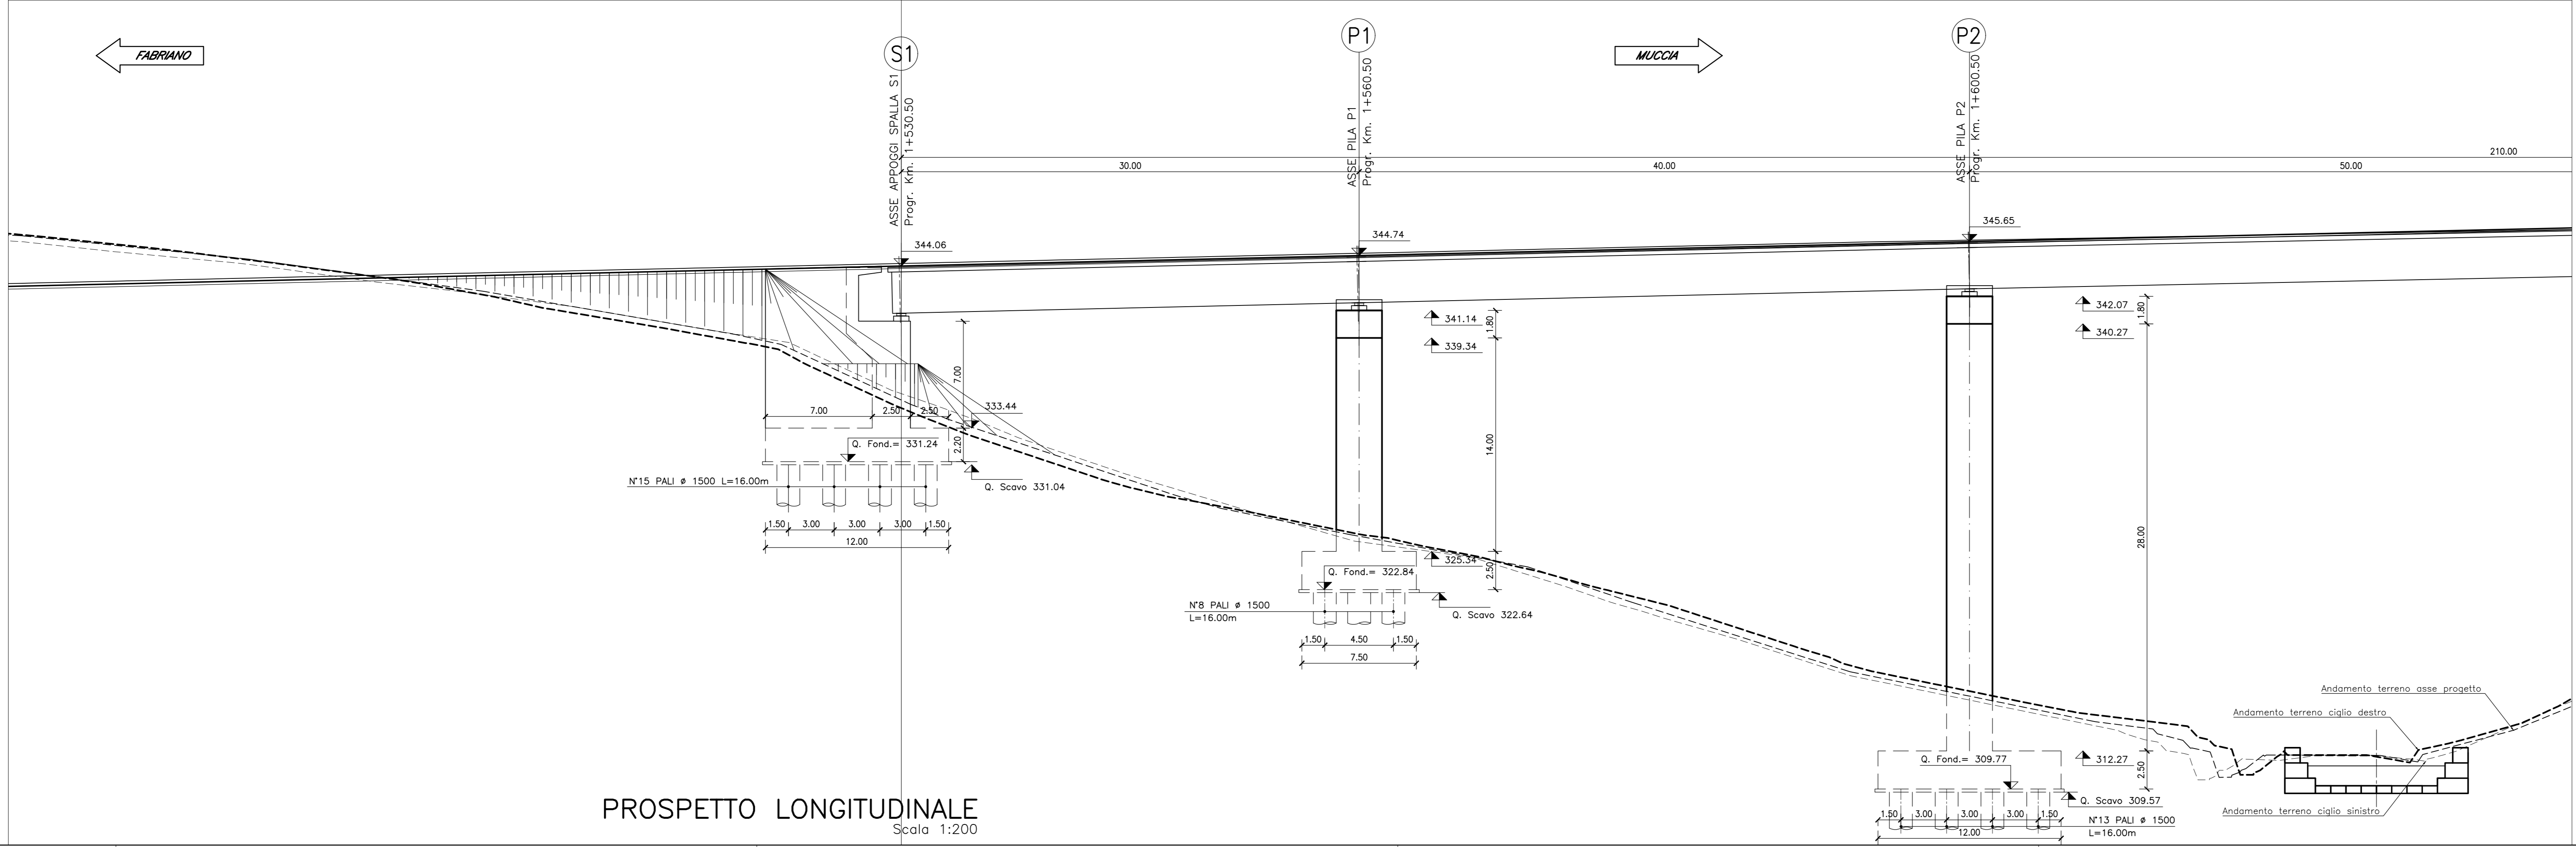 FABRIANO
S1
P1
MUCCIA
P2
ASSE APPOGGI SPALLA S1
Progr. Km. 1+530.50
ASSE PILA P1
Progr. Km. 1+560.50
ASSE PILA P2
Progr. Km. 1+600.50
210.00
30.00
40.00
50.00
344.06
344.74
345.65
341.14
339.34
1.80
14.00
342.07
340.27
1.80
28.00
7.00
7.00
2.50
2.50
333.44
Q. Fond.= 331.24
2.20
N°15 PALI ø 1500 L=16.00m
Q. Scavo 331.04
1.50
3.00
3.00
3.00
1.50
12.00
325.34
Q. Fond.= 322.84
2.50
N°8 PALI ø 1500
L=16.00m
Q. Scavo 322.64
1.50
4.50
1.50
7.50
Andamento terreno asse progetto
Andamento terreno ciglio destro
Andamento terreno ciglio sinistro
Q. Fond.= 309.77
312.27
2.50
Q. Scavo 309.57
1.50
3.00
3.00
3.00
1.50
N°13 PALI ø 1500
L=16.00m
12.00
PROSPETTO LONGITUDINALE
Scala 1:200